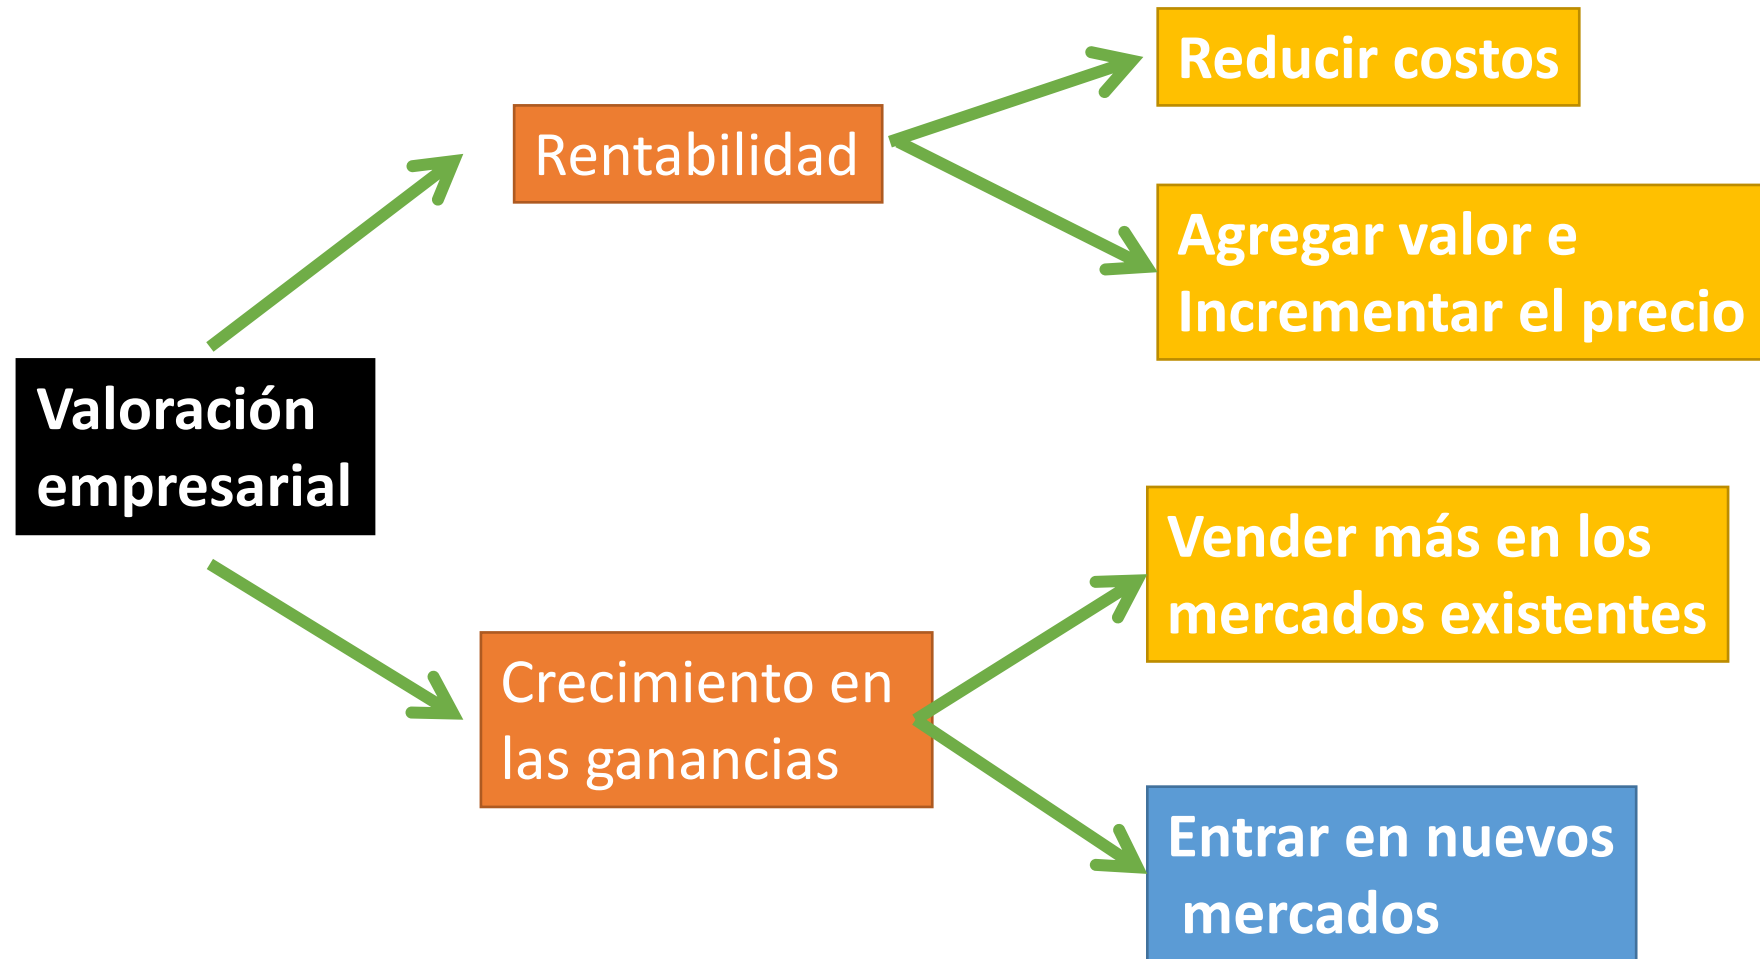 Reducir costos
Rentabilidad
Agregar valor e
Incrementar el precio
Valoración
empresarial
Vender más en los
mercados existentes
Crecimiento en
las ganancias
Entrar en nuevos
mercados